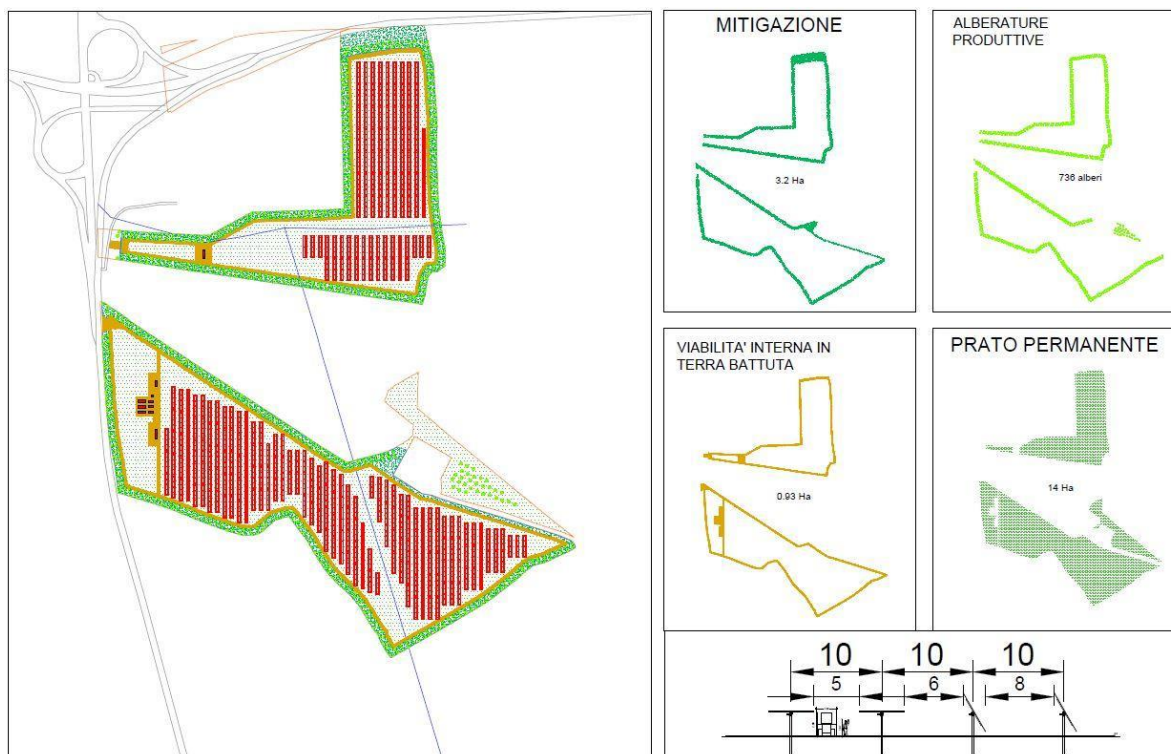 MITIGAZIONE
3.2 Ha
ALBERATURE
PRODUTTIVE
736 alberi
VIABILITA' INTERNA IN
TERRA BATTUTA
0.93 Ha
PRATO PERMANENTE
14 Ha
10 10 10
5 6 8